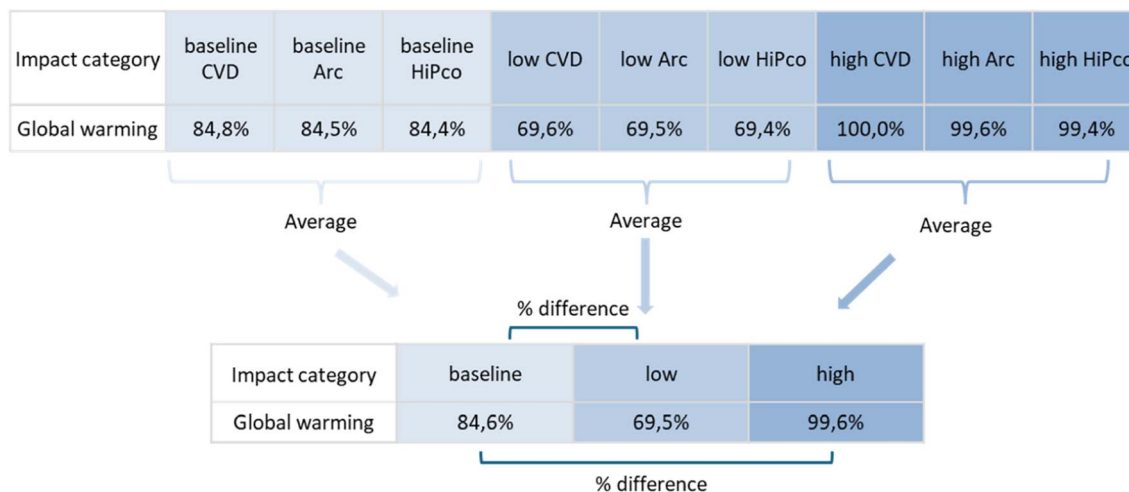 Impact category baseline CVD baseline Arc baseline HiPco low CVD low Arc low HiPco high CVD high Arc high HiPco
Global warming 84,8% 84,5% 84,4% 69,6% 69,5% 69,4% 100,0% 99,6% 99,4%
Average Average Average
% difference
Impact category baseline low high
Global warming 84,6% 69,5% 99,6%
% difference